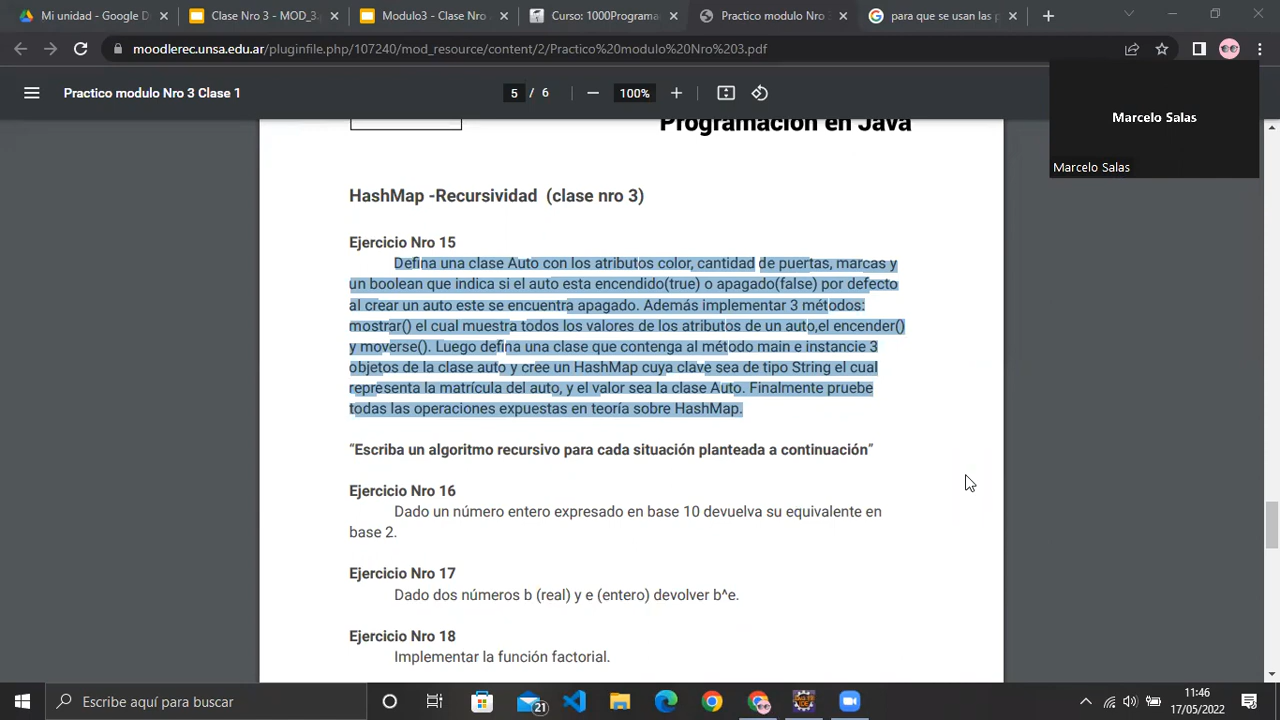 Mi unidad - Google D
Clase Nro 3 - MOD_3.
Modulo3 - Clase Nro
Curso: 1000Programa
Practico modulo Nro 3
para que se usan las p
moodlerec.unsa.edu.ar/pluginfile.php/107240/mod_resource/content/2/Practico%20modulo%20Nro%203.pdf
Practico modulo Nro 3 Clase 1
5 / 6
100%
Marcelo Salas
Marcelo Salas
Programación en Java
HashMap -Recursividad (clase nro 3)
Ejercicio Nro 15
Defina una clase Auto con los atributos color, cantidad de puertas, marcas y
un boolean que indica si el auto esta encendido(true) o apagado(false) por defecto
al crear un auto este se encuentra apagado. Además implementar 3 métodos:
mostrar() el cual muestra todos los valores de los atributos de un auto,el encender()
y moverse(). Luego defina una clase que contenga al método main e instancie 3
objetos de la clase auto y cree un HashMap cuya clave sea de tipo String el cual
representa la matrícula del auto, y el valor sea la clase Auto. Finalmente pruebe
todas las operaciones expuestas en teoría sobre HashMap.
“Escriba un algoritmo recursivo para cada situación planteada a continuación”
Ejercicio Nro 16
Dado un número entero expresado en base 10 devuelva su equivalente en
base 2.
Ejercicio Nro 17
Dado dos números b (real) y e (entero) devolver b^e.
Ejercicio Nro 18
Implementar la función factorial.
Escribe aquí para buscar
21
11:46
17/05/2022